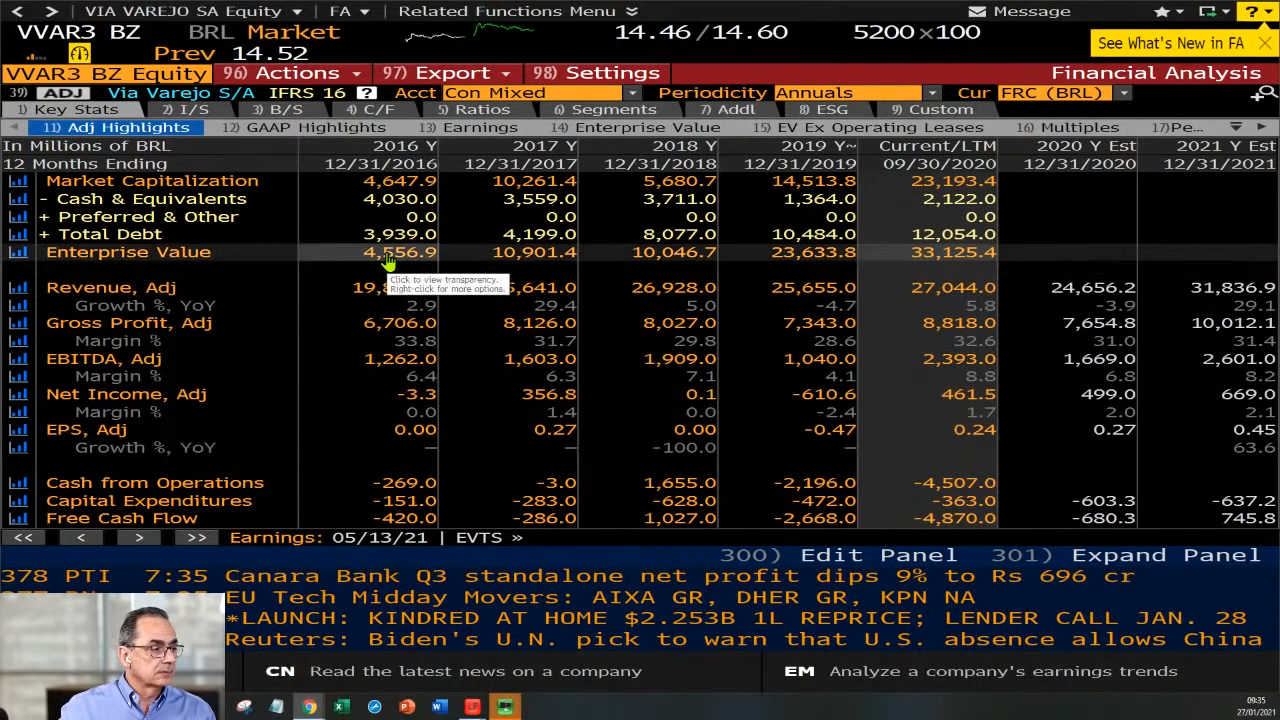 VIA VAREJO SA Equity FA Related Functions Menu Message ?
VVAR3 BZ BRL Market 14.46/14.60 5200×100
Prev 14.52
See What's New in FA
VVAR3 BZ Equity 96) Actions 97) Export 98) Settings Financial Analysis
39) ADJ Via Varejo S/A IFRS 16 ? Acct Con Mixed Periodicity Annuals Cur FRC (BRL)
1) Key Stats 2) I/S 3) B/S 4) C/F 5) Ratios 6) Segments 7) Addl 8) ESG 9) Custom
11) Adj Highlights 12) GAAP Highlights 13) Earnings 14) Enterprise Value 15) EV Ex Operating Leases 16) Multiples 17)Pe...
In Millions of BRL 2016 Y 2017 Y 2018 Y 2019 Y~ Current/LTM 2020 Y Est 2021 Y Est
12 Months Ending 12/31/2016 12/31/2017 12/31/2018 12/31/2019 09/30/2020 12/31/2020 12/31/2021
Market Capitalization 4,647.9 10,261.4 5,680.7 14,513.8 23,193.4
- Cash & Equivalents 4,030.0 3,559.0 3,711.0 1,364.0 2,122.0
+ Preferred & Other 0.0 0.0 0.0 0.0 0.0
+ Total Debt 3,939.0 4,199.0 8,077.0 10,484.0 12,054.0
Enterprise Value 4,556.9 10,901.4 10,046.7 23,633.8 33,125.4
Click to view transparency.
Right-click for more options.
Revenue, Adj 19,8 5,641.0 26,928.0 25,655.0 27,044.0 24,656.2 31,836.9
Growth %, YoY 2.9 29.4 5.0 -4.7 5.8 -3.9 29.1
Gross Profit, Adj 6,706.0 8,126.0 8,027.0 7,343.0 8,818.0 7,654.8 10,012.1
Margin % 33.8 31.7 29.8 28.6 32.6 31.0 31.4
EBITDA, Adj 1,262.0 1,603.0 1,909.0 1,040.0 2,393.0 1,669.0 2,601.0
Margin % 6.4 6.3 7.1 4.1 8.8 6.8 8.2
Net Income, Adj -3.3 356.8 0.1 -610.6 461.5 499.0 669.0
Margin % 0.0 1.4 0.0 -2.4 1.7 2.0 2.1
EPS, Adj 0.00 0.27 0.00 -0.47 0.24 0.27 0.45
Growth %, YoY — — -100.0 — 63.6
Cash from Operations -269.0 -3.0 1,655.0 -2,196.0 -4,507.0
Capital Expenditures -151.0 -283.0 -628.0 -472.0 -363.0 -603.3 -637.2
Free Cash Flow -420.0 -286.0 1,027.0 -2,668.0 -4,870.0 -680.3 745.8
<< < > >> Earnings: 05/13/21 | EVTS »
300) Edit Panel 301) Expand Panel
378 PTI 7:35 Canara Bank Q3 standalone net profit dips 9% to Rs 696 cr
EU Tech Midday Movers: AIXA GR, DHER GR, KPN NA
*LAUNCH: KINDRED AT HOME $2.253B 1L REPRICE; LENDER CALL JAN. 28
Reuters: Biden's U.N. pick to warn that U.S. absence allows China
CN Read the latest news on a company EM Analyze a company's earnings trends
09:35
27/01/2021